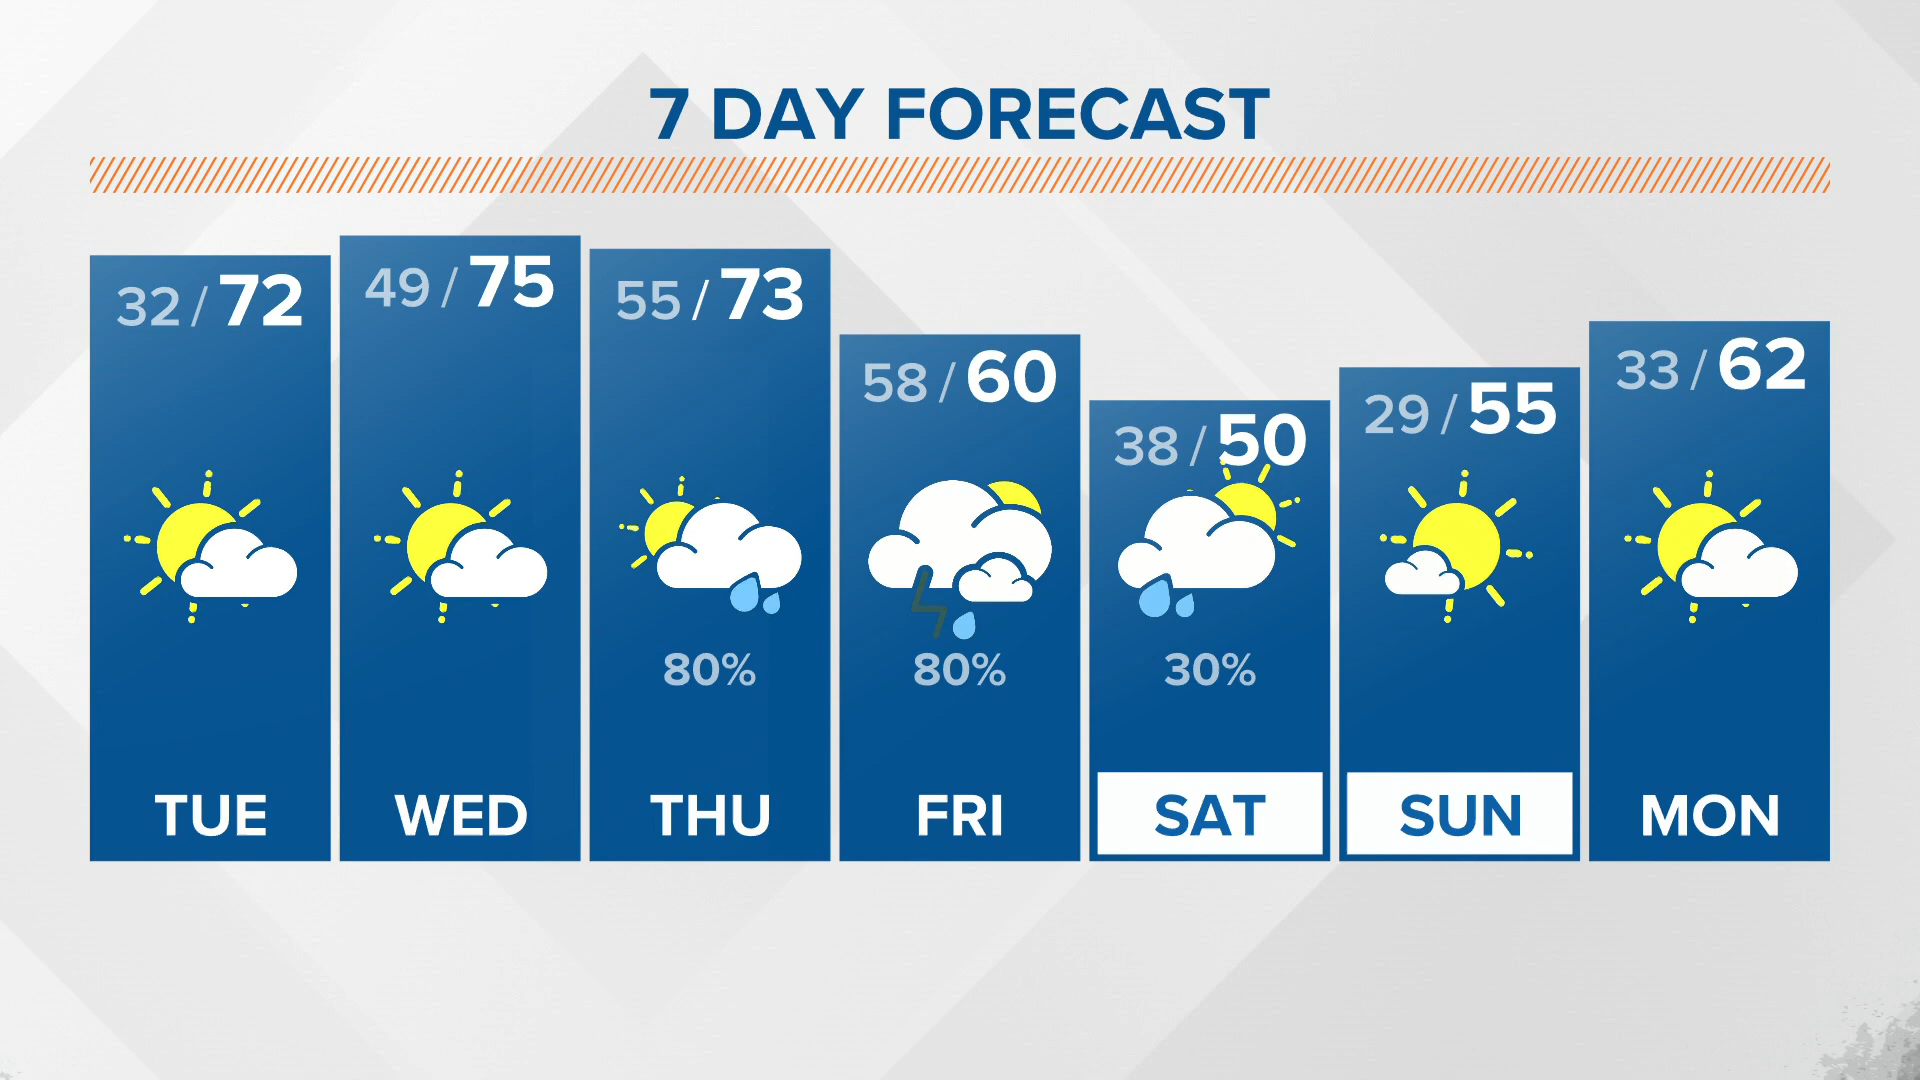 7 DAY FORECAST
32 / 72
49 / 75
55 / 73
58 / 60
38 / 50
29 / 55
33 / 62
80%
80%
30%
TUE
WED
THU
FRI
SAT
SUN
MON